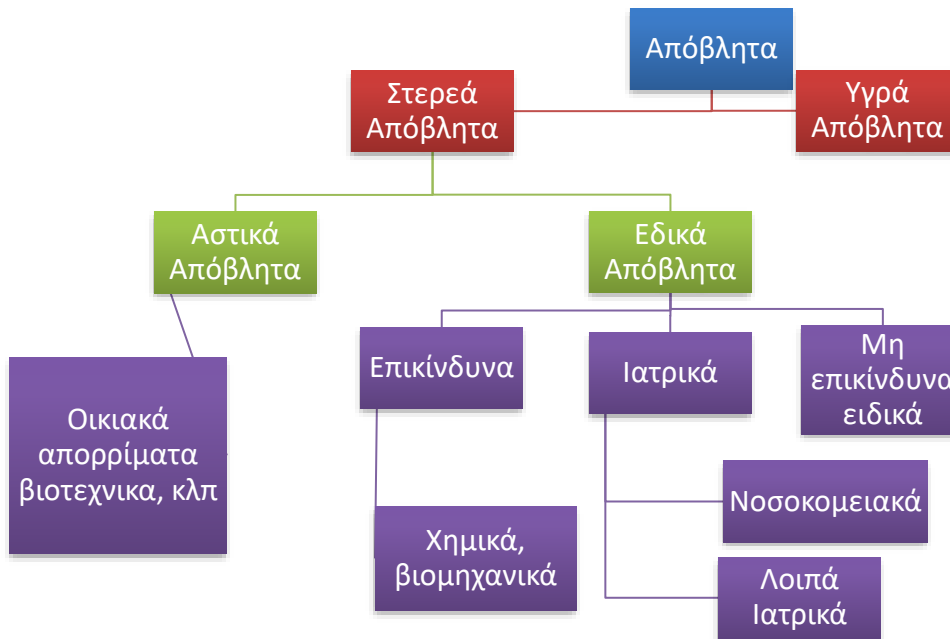 Απόβλητα
Στερεά
Απόβλητα
Υγρά
Απόβλητα
Αστικά
Απόβλητα
Εδικά
Απόβλητα
Επικίνδυνα
Ιατρικά
Μη
επικίνδυνα
ειδικά
Οικιακά
απορρίματα
βιοτεχνικα, κλπ
Χημικά,
βιομηχανικά
Νοσοκομειακά
Λοιπά
Ιατρικά